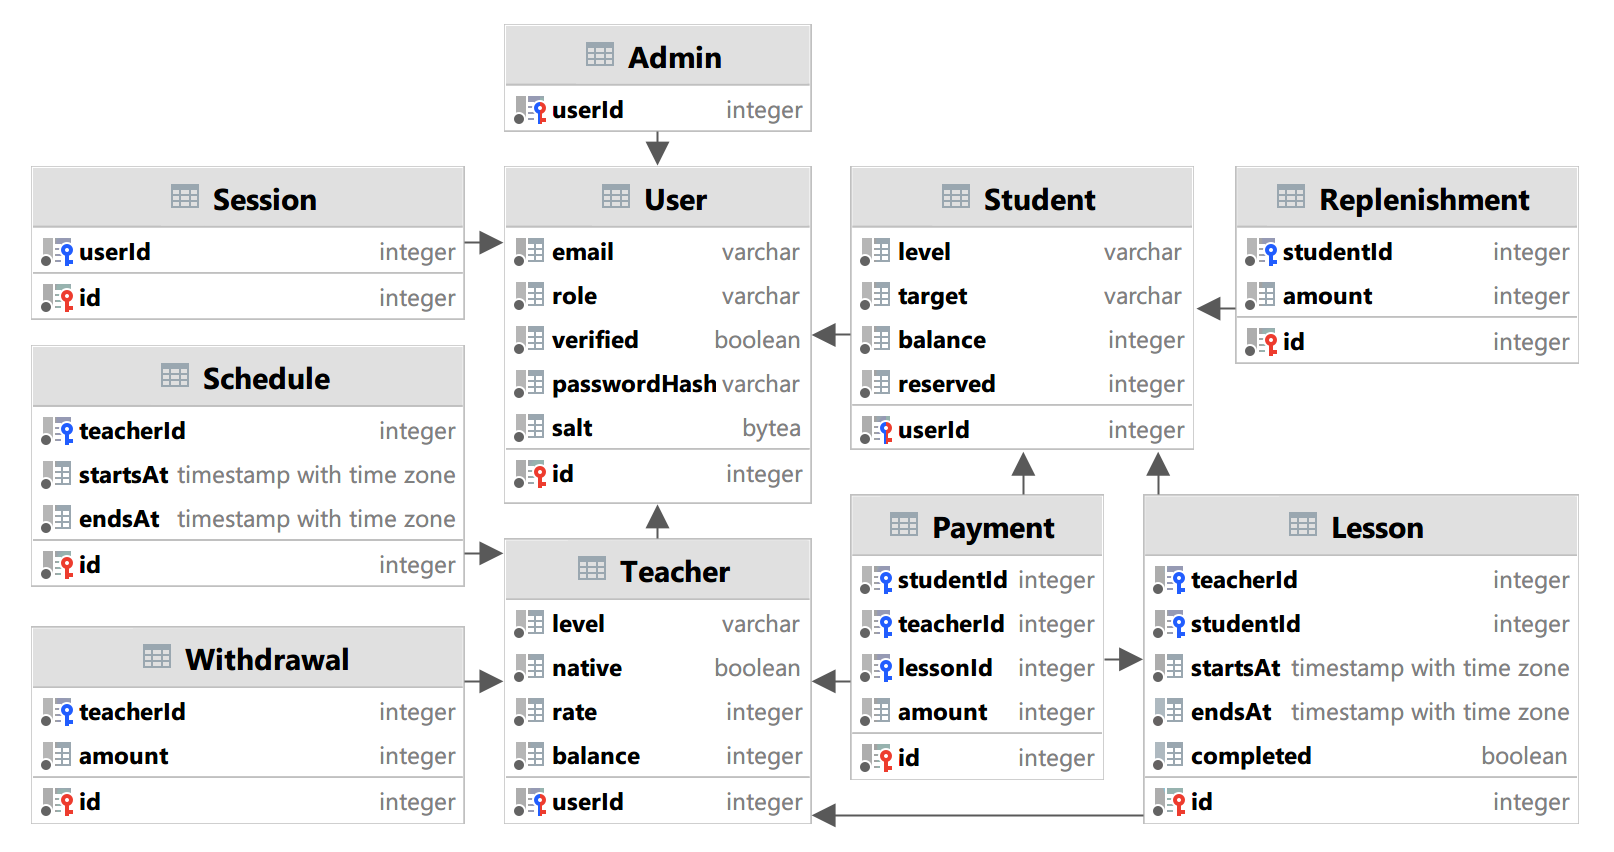 Admin
userId integer
Session
userId integer
id integer
User
email varchar
role varchar
verified boolean
passwordHash varchar
salt bytea
id integer
Student
level varchar
target varchar
balance integer
reserved integer
userId integer
Replenishment
studentId integer
amount integer
id integer
Schedule
teacherId integer
startsAt timestamp with time zone
endsAt timestamp with time zone
id integer
Teacher
level varchar
native boolean
rate integer
balance integer
userId integer
Payment
studentId integer
teacherId integer
lessonId integer
amount integer
id integer
Lesson
teacherId integer
studentId integer
startsAt timestamp with time zone
endsAt timestamp with time zone
completed boolean
id integer
Withdrawal
teacherId integer
amount integer
id integer